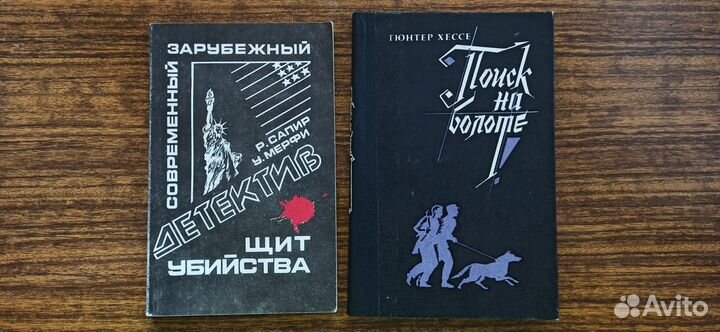 СОВРЕМЕННЫЙ
ЗАРУБЕЖНЫЙ
Р. САПИР
У. МЕРФИ
ДЕТЕКТИВ
ЩИТ
УБИЙСТВА
ГЮНТЕР ХЕССЕ
Поиск
на
болоте
Avito